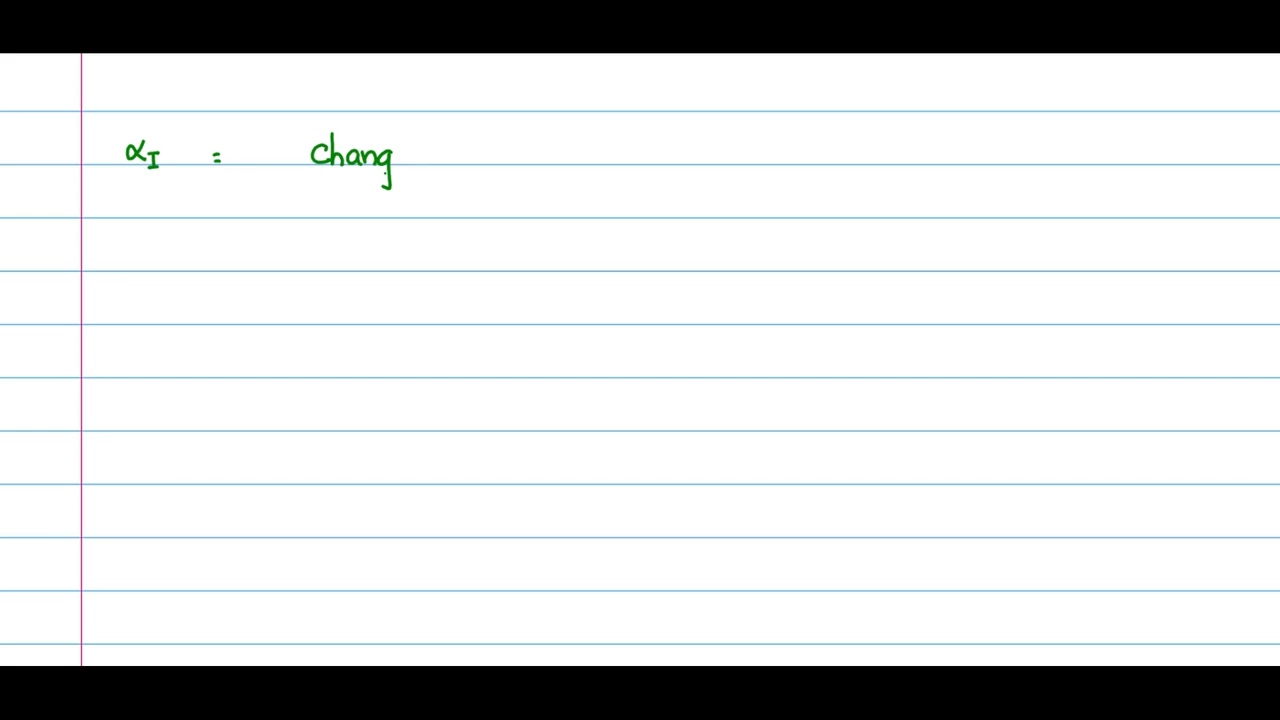 α_I = Chang